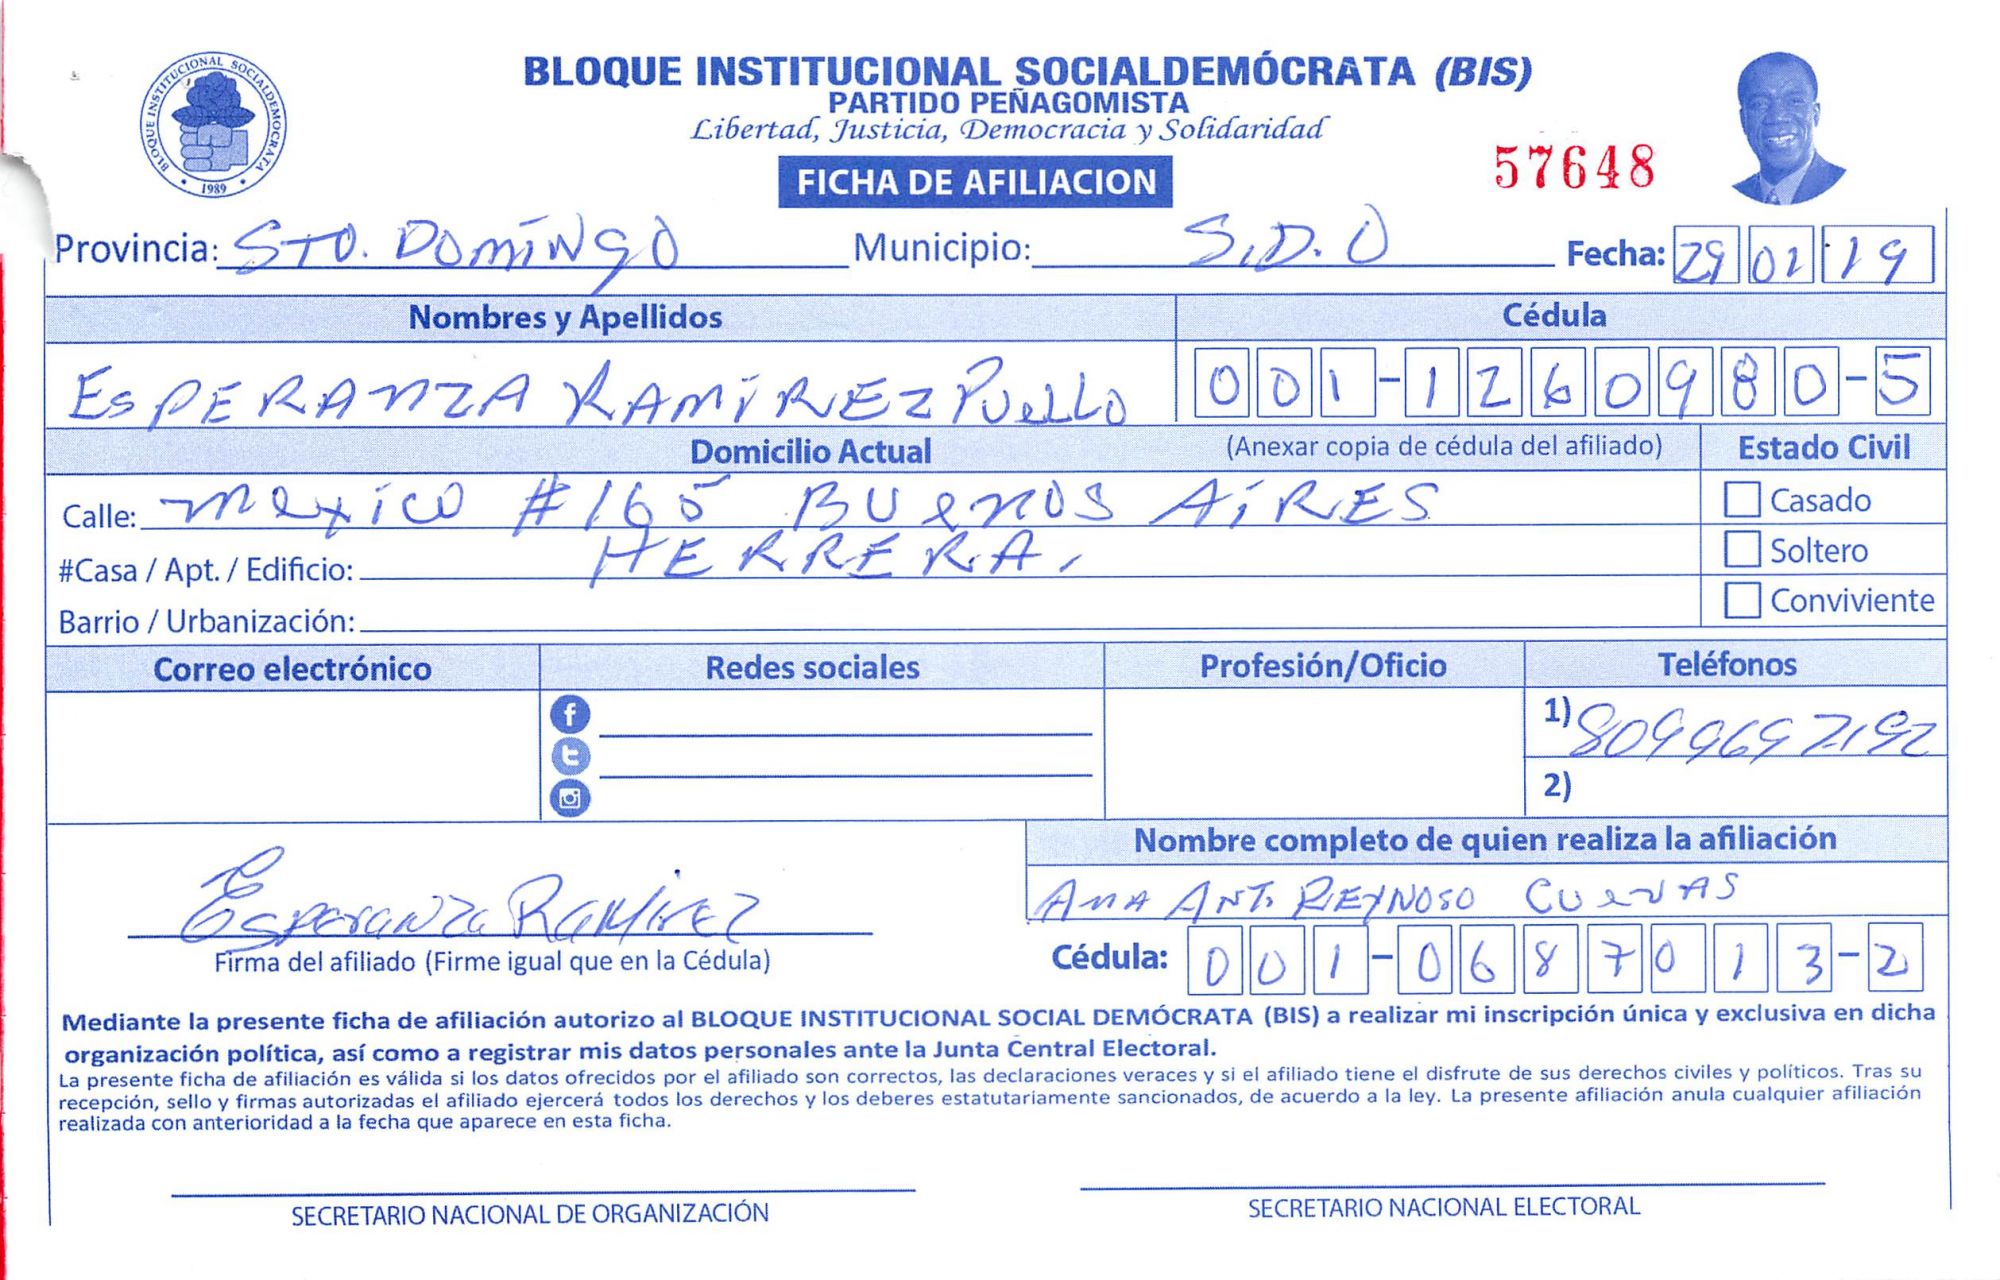 BLOQUE INSTITUCIONAL SOCIALDEMOCRATA
1989
BLOQUE INSTITUCIONAL SOCIALDEMÓCRATA (BIS)
PARTIDO PEÑAGOMISTA
Libertad, Justicia, Democracia y Solidaridad
FICHA DE AFILIACION
57648
Provincia: STO. DOMINGO Municipio: S.D.O Fecha: 29 01 19
Nombres y Apellidos Cédula
ESPERANZA RAMIREZ PUELLO 001-1260980-5
Domicilio Actual (Anexar copia de cédula del afiliado) Estado Civil
Calle: Mexico #165 BUENOS AIRES Casado
#Casa / Apt. / Edificio: HERRERA. Soltero
Barrio / Urbanización: Conviviente
Correo electrónico Redes sociales Profesión/Oficio Teléfonos
1) 8099697192
2)
Nombre completo de quien realiza la afiliación
ANA ANT. REYNOSO CUEVAS
Esperanza Ramirez
Firma del afiliado (Firme igual que en la Cédula)
Cédula: 001-0687013-2
Mediante la presente ficha de afiliación autorizo al BLOQUE INSTITUCIONAL SOCIAL DEMÓCRATA (BIS) a realizar mi inscripción única y exclusiva en dicha
organización política, así como a registrar mis datos personales ante la Junta Central Electoral.
La presente ficha de afiliación es válida si los datos ofrecidos por el afiliado son correctos, las declaraciones veraces y si el afiliado tiene el disfrute de sus derechos civiles y políticos. Tras su
recepción, sello y firmas autorizadas el afiliado ejercerá todos los derechos y los deberes estatutariamente sancionados, de acuerdo a la ley. La presente afiliación anula cualquier afiliación
realizada con anterioridad a la fecha que aparece en esta ficha.
SECRETARIO NACIONAL DE ORGANIZACIÓN SECRETARIO NACIONAL ELECTORAL